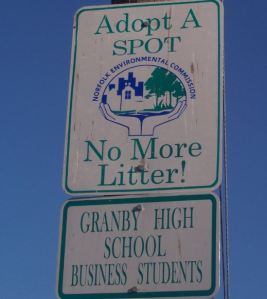 Adopt A
SPOT
NORFOLK ENVIRONMENTAL COMMISSION
No More
Litter!
GRANBY HIGH
SCHOOL
BUSINESS STUDENTS